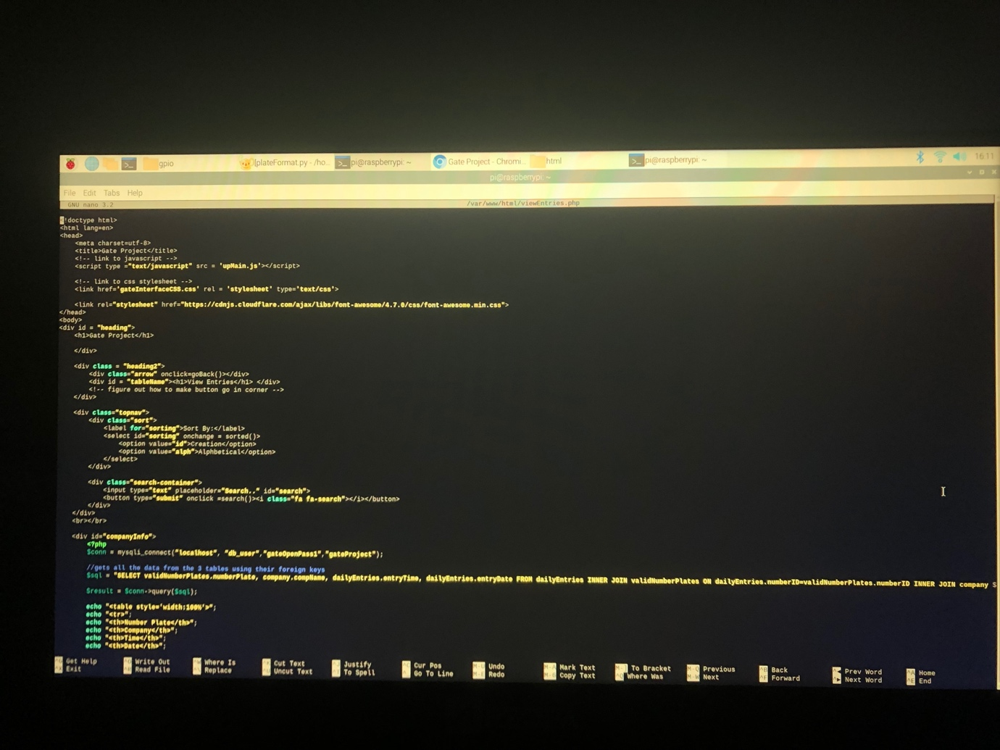 gpio
[plateFormat.py - /ho..
pi@raspberrypi: ~
Gate Project - Chromi...
html
pi@raspberrypi: ~
16:11
pi@raspberrypi: ~
File Edit Tabs Help
GNU nano 3.2 /var/www/html/viewEntries.php
<!doctype html>
<html lang=en>
<head>
<meta charset=utf-8>
<title>Gate Project</title>
<!-- link to javascript -->
<script type ="text/javascript" src = 'upMain.js'></script>
<!-- link to css stylesheet -->
<link href='gateInterfaceCSS.css' rel = 'stylesheet' type='text/css'>
<link rel="stylesheet" href="https://cdnjs.cloudflare.com/ajax/libs/font-awesome/4.7.0/css/font-awesome.min.css">
</head>
<body>
<div id = "heading">
<h1>Gate Project</h1>
</div>
<div class = "heading2">
<div class="arrow" onclick=goBack()></div>
<div id = "tableName"><h1>View Entries</h1> </div>
<!-- figure out how to make button go in corner -->
</div>
<div class="topnav">
<div class="sort">
<label for="sorting">Sort By:</label>
<select id="sorting" onchange = sorted()>
<option value="id">Creation</option>
<option value="alph">Alphbetical</option>
</select>
</div>
<div class="search-container">
<input type="text" placeholder="Search.." id="search">
<button type="submit" onclick =search()><i class="fa fa-search"></i></button>
</div>
</div>
<br></br>
<div id="companyInfo">
<?php
$conn = mysqli_connect("localhost", "db_user","gateOpenPass1","gateProject");
//gets all the data from the 3 tables using their foreign keys
$sql = "SELECT validNumberPlates.numberPlate, company.compName, dailyEntries.entryTime, dailyEntries.entryDate FROM dailyEntries INNER JOIN validNumberPlates ON dailyEntries.numberID=validNumberPlates.numberID INNER JOIN company $
$result = $conn->query($sql);
echo "<table style='width:100%'>";
echo "<tr>";
echo "<th>Number Plate</th>";
echo "<th>Company</th>";
echo "<th>Time</th>";
echo "<th>Date</th>";
Get Help Write Out Where Is Cut Text Justify Cur Pos M-U Undo M-A Mark Text M-] To Bracket M-Q Previous ^B Back Prev Word ^A Home
Exit Read File Replace Uncut Text To Spell Go To Line M-E Redo M-6 Copy Text ^Q Where Was M-W Next ^F Forward Next Word ^E End